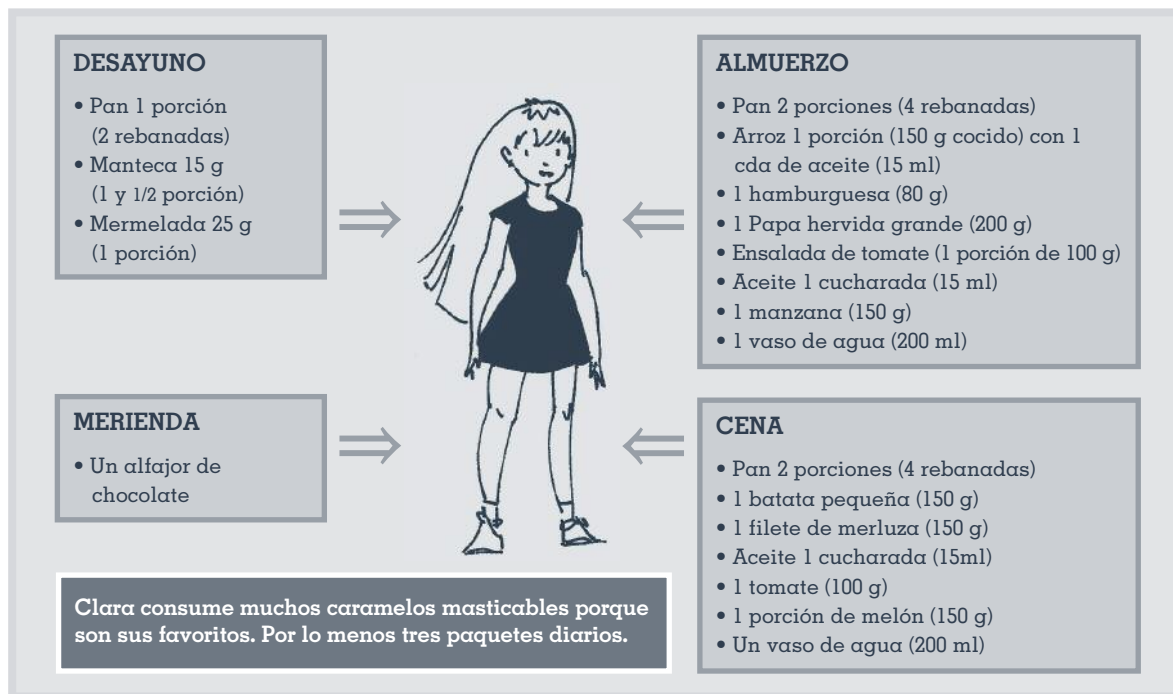 DESAYUNO
• Pan 1 porción
(2 rebanadas)
• Manteca 15 g
(1 y 1/2 porción)
• Mermelada 25 g
(1 porción)
ALMUERZO
• Pan 2 porciones (4 rebanadas)
• Arroz 1 porción (150 g cocido) con 1
cda de aceite (15 ml)
• 1 hamburguesa (80 g)
• 1 Papa hervida grande (200 g)
• Ensalada de tomate (1 porción de 100 g)
• Aceite 1 cucharada (15 ml)
• 1 manzana (150 g)
• 1 vaso de agua (200 ml)
MERIENDA
• Un alfajor de
chocolate
CENA
• Pan 2 porciones (4 rebanadas)
• 1 batata pequeña (150 g)
• 1 filete de merluza (150 g)
• Aceite 1 cucharada (15ml)
• 1 tomate (100 g)
• 1 porción de melón (150 g)
• Un vaso de agua (200 ml)
Clara consume muchos caramelos masticables porque
son sus favoritos. Por lo menos tres paquetes diarios.